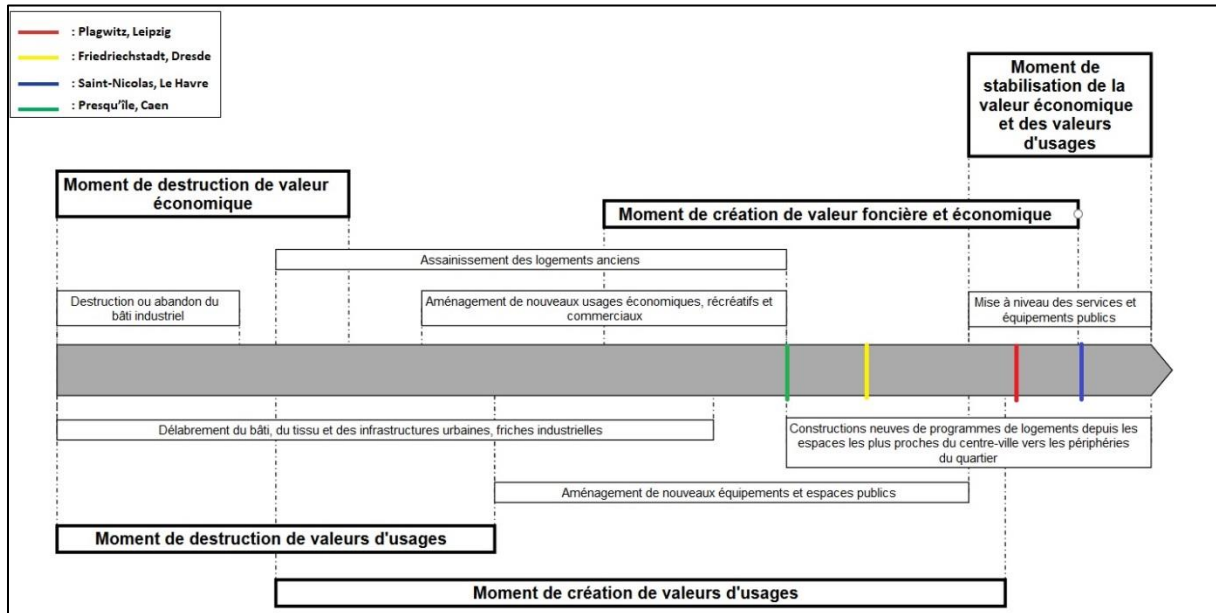 : Plagwitz, Leipzig
: Friedriechstadt, Dresde
: Saint-Nicolas, Le Havre
: Presqu'île, Caen
Moment de
stabilisation de la
valeur économique
et des valeurs
d'usages
Moment de destruction de valeur
économique
Moment de création de valeur foncière et économique
Assainissement des logements anciens
Destruction ou abandon du
bâti industriel
Aménagement de nouveaux usages économiques, récréatifs et
commerciaux
Mise à niveau des services et
équipements publics
Délabrement du bâti, du tissu et des infrastructures urbaines, friches industrielles
Constructions neuves de programmes de logements depuis les
espaces les plus proches du centre-ville vers les périphéries
du quartier
Aménagement de nouveaux équipements et espaces publics
Moment de destruction de valeurs d'usages
Moment de création de valeurs d'usages